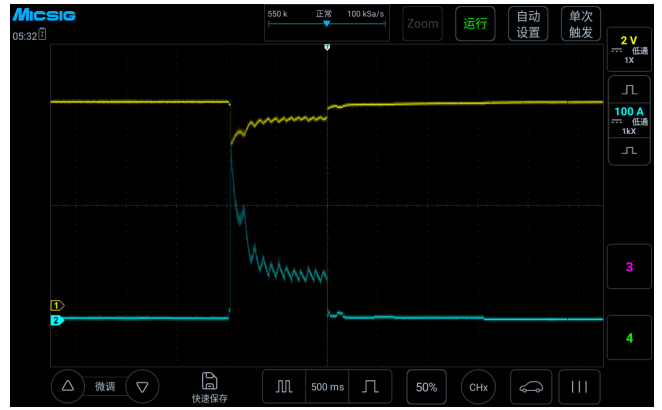 Micsig
05:32
550 k 正常 100 kSa/s
T
Zoom
运行
自动
设置
单次
触发
2 V
低通
1X
100 A
低通
1kX
1
2
3
4
微调
快速保存
500 ms
50%
CHx